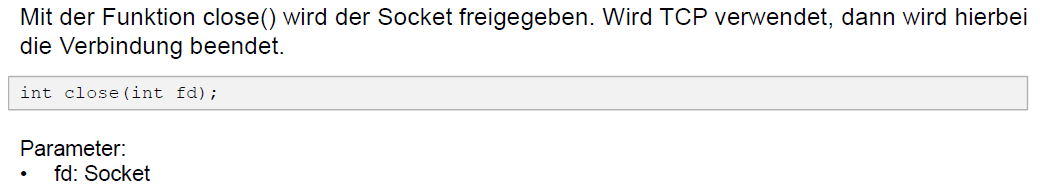 Mit der Funktion close() wird der Socket freigegeben. Wird TCP verwendet, dann wird hierbei
die Verbindung beendet.
int close(int fd);
Parameter:
• fd: Socket